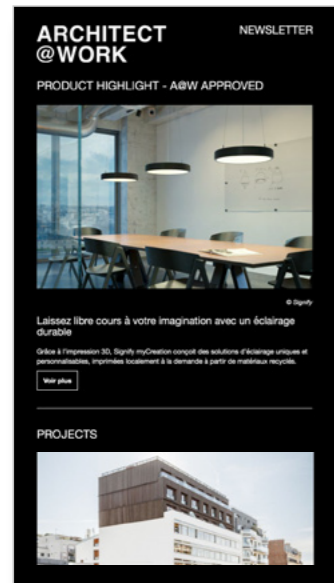 ARCHITECT
@WORK
NEWSLETTER
PRODUCT HIGHLIGHT - A@W APPROVED
© Signify
Laissez libre cours à votre imagination avec un éclairage
durable
Grâce à l'impression 3D, Signify myCreation conçoit des solutions d'éclairage uniques et
personnalisables, imprimées localement à la demande à partir de matériaux recyclés.
Voir plus
PROJECTS